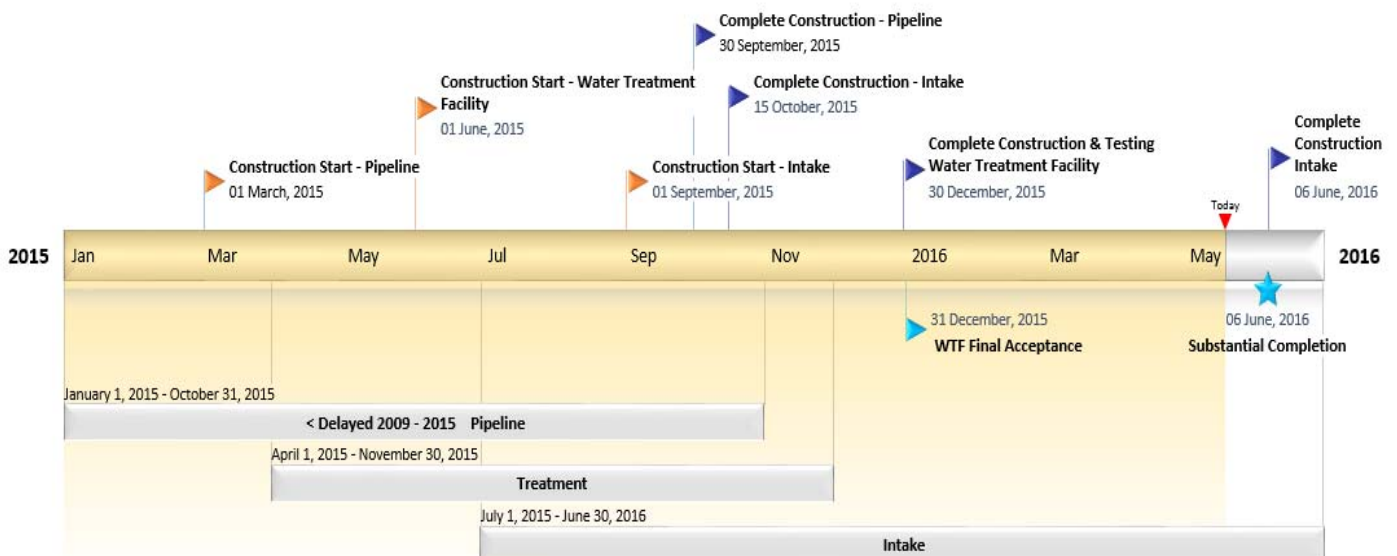 Complete Construction - Pipeline
30 September, 2015
Construction Start - Water Treatment
Facility
01 June, 2015
Complete Construction - Intake
15 October, 2015
Complete
Construction
Intake
06 June, 2016
Complete Construction & Testing
Water Treatment Facility
30 December, 2015
Construction Start - Pipeline
01 March, 2015
Construction Start - Intake
01 September, 2015
Today
2015 Jan Mar May Jul Sep Nov 2016 Mar May 2016
31 December, 2015
WTF Final Acceptance
06 June, 2016
Substantial Completion
January 1, 2015 - October 31, 2015
< Delayed 2009 - 2015 Pipeline
April 1, 2015 - November 30, 2015
Treatment
July 1, 2015 - June 30, 2016
Intake